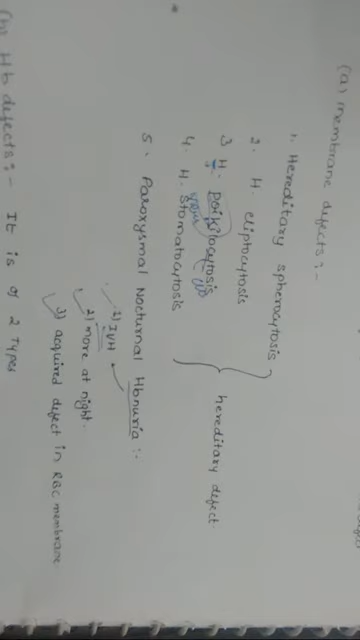 (a) membrane defects:-
1. Hereditary spherocytosis
2. H. eliptocytosis
3 H. Poikilocytosis
4. H. Stomatocytosis
hereditary defect
5. Paroxysmal Nocturnal Hbnuria:-
1) IVH
2) more at night.
3) acquired defect in RBC membrane
(b) Hb defects:- It is of 2 Types